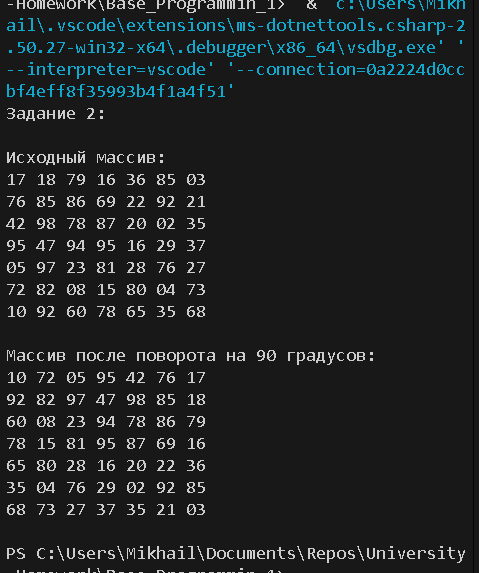 -Homework\Base_Programmin_1> & 'c:\Users\Mikh
ail\.vscode\extensions\ms-dotnettools.csharp-2
.50.27-win32-x64\.debugger\x86_64\vsdbg.exe' '
--interpreter=vscode' '--connection=0a2224d0cc
bf4eff8f35993b4f1a4f51'
Задание 2:
Исходный массив:
17 18 79 16 36 85 03
76 85 86 69 22 92 21
42 98 78 87 20 02 35
95 47 94 95 16 29 37
05 97 23 81 28 76 27
72 82 08 15 80 04 73
10 92 60 78 65 35 68
Массив после поворота на 90 градусов:
10 72 05 95 42 76 17
92 82 97 47 98 85 18
60 08 23 94 78 86 79
78 15 81 95 87 69 16
65 80 28 16 20 22 36
35 04 76 29 02 92 85
68 73 27 37 35 21 03
PS C:\Users\Mikhail\Documents\Repos\University
-Homework\Base_Programmin_1>